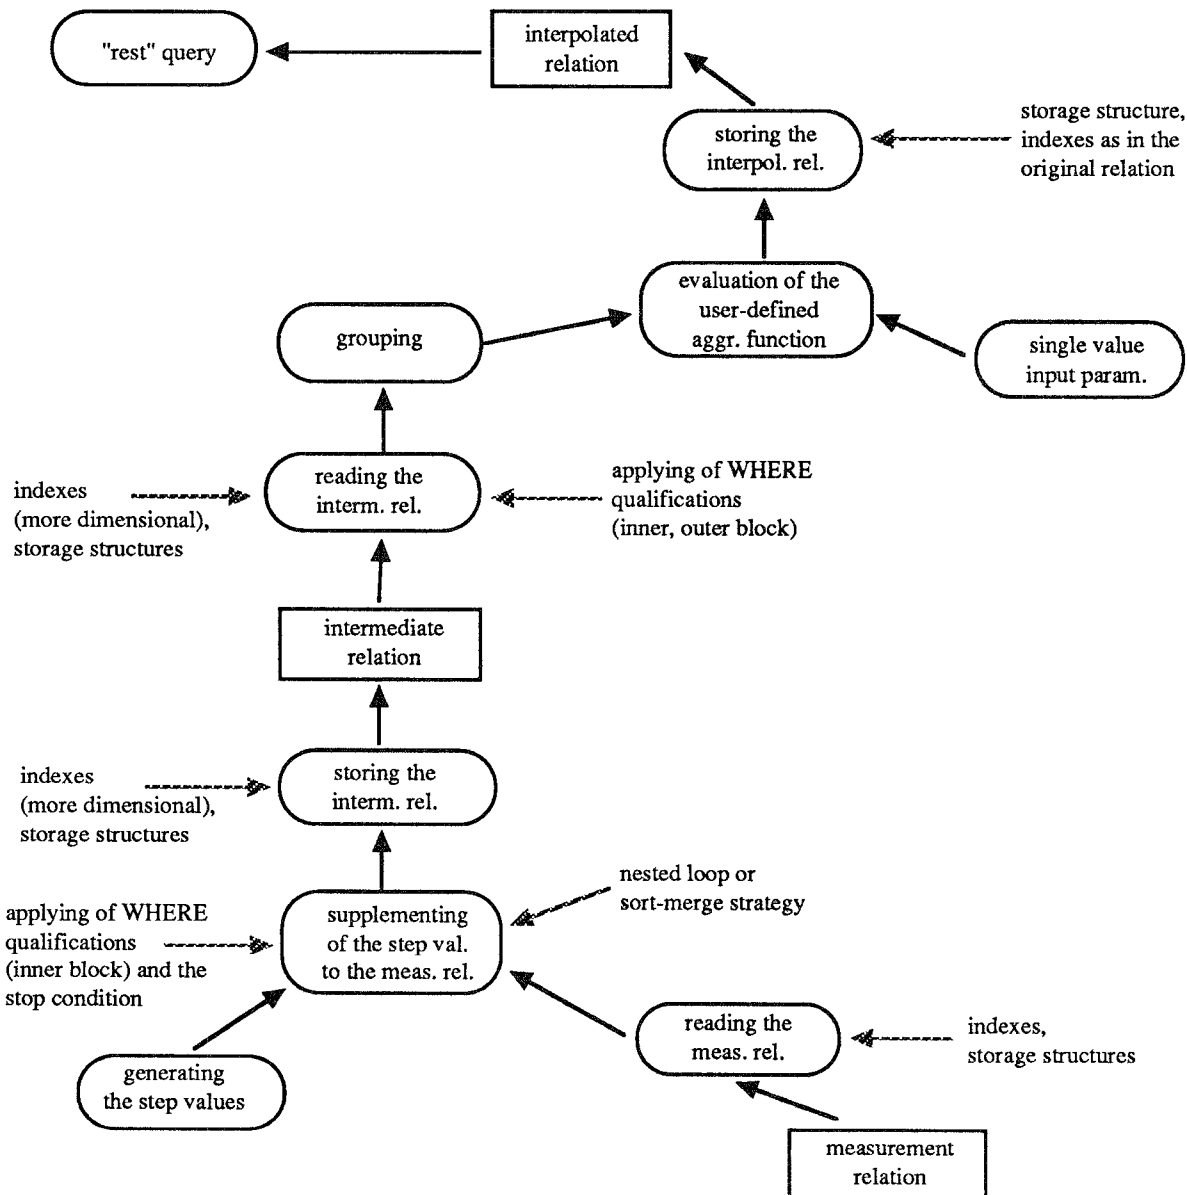 "rest" query
interpolated
relation
storing the
interpol. rel.
storage structure,
indexes as in the
original relation
evaluation of the
user-defined
aggr. function
grouping
single value
input param.
reading the
interm. rel.
indexes
(more dimensional),
storage structures
applying of WHERE
qualifications
(inner, outer block)
intermediate
relation
storing the
interm. rel.
indexes
(more dimensional),
storage structures
nested loop or
sort-merge strategy
applying of WHERE
qualifications
(inner block) and the
stop condition
supplementing
of the step val.
to the meas. rel.
reading the
meas. rel.
indexes,
storage structures
generating
the step values
measurement
relation